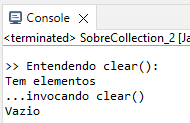 Console
<terminated> SobreCollection_2 [Ja
>> Entendendo clear():
Tem elementos
...invocando clear()
Vazio